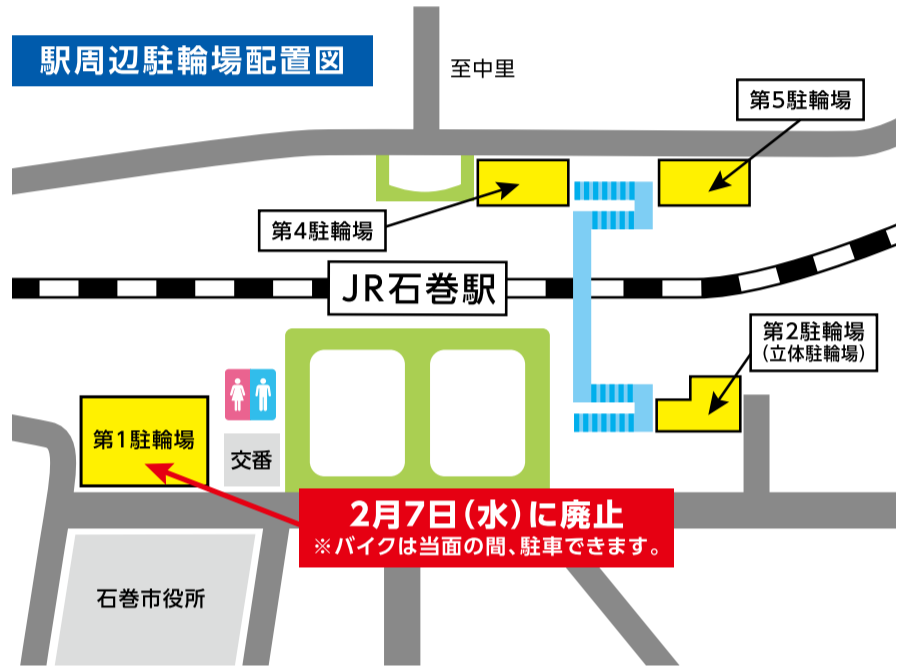 駅周辺駐輪場配置図
至中里
第5駐輪場
第4駐輪場
JR石巻駅
第2駐輪場
(立体駐輪場)
第1駐輪場
交番
2月7日(水)に廃止
※バイクは当面の間、駐車できます。
石巻市役所